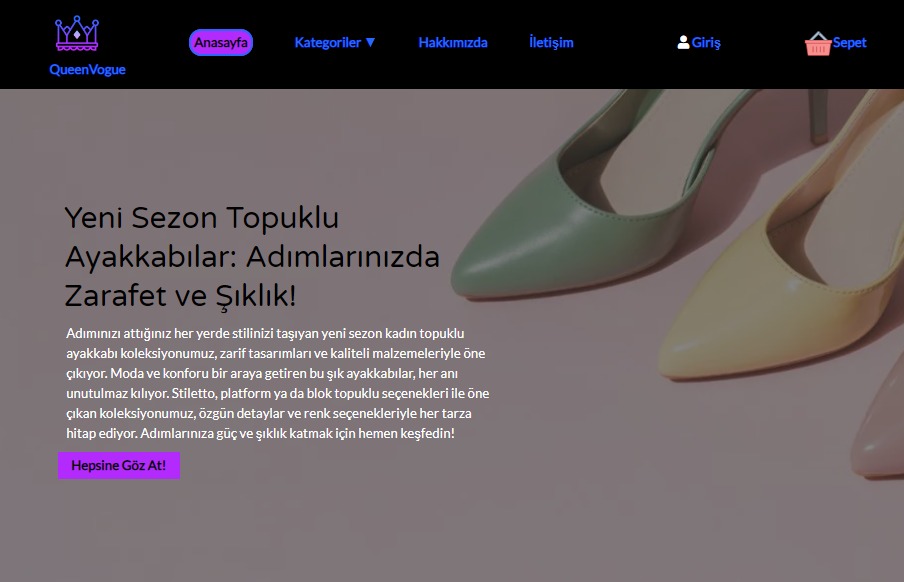 QueenVogue
Anasayfa
Kategoriler ▼
Hakkımızda
İletişim
Giriş
Sepet
Yeni Sezon Topuklu
Ayakkabılar: Adımlarınızda
Zarafet ve Şıklık!
Adımınızı attığınız her yerde stilinizi taşıyan yeni sezon kadın topuklu
ayakkabı koleksiyonumuz, zarif tasarımları ve kaliteli malzemeleriyle öne
çıkıyor. Moda ve konforu bir araya getiren bu şık ayakkabılar, her anı
unutulmaz kılıyor. Stiletto, platform ya da blok topuklu seçenekleri ile öne
çıkan koleksiyonumuz, özgün detaylar ve renk seçenekleriyle her tarza
hitap ediyor. Adımlarınıza güç ve şıklık katmak için hemen keşfedin!
Hepsine Göz At!